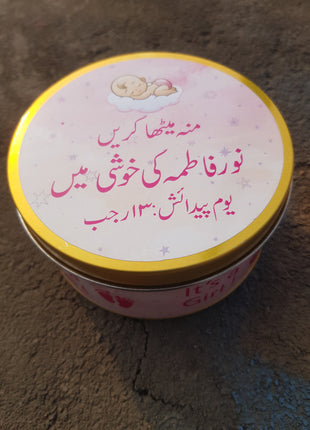 منہ میٹھا کریں
نور فاطمہ کی خوشی میں
یوم پیدائش: ۱۳ رجب
It's a
Girl